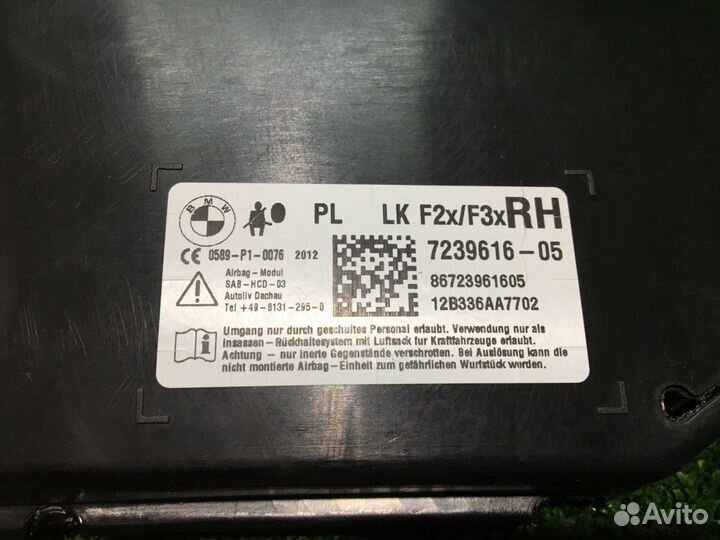 BMW
PL LK F2x/F3x RH
CE 0589-P1-0076 2012
7239616-05
Airbag-Modul
SAB-HCD-03
Autoliv Dachau
Tel +49-8131-295-0
86723961605
12B336AA7702
Umgang nur durch geschultes Personal erlaubt. Verwendung nur als
Insassen - Rückhaltesystem mit Luftsack fur Kraftfahrzeuge erlaubt.
Achtung - nur inerte Gegenstände verschrotten. Bei Auslösung kann die
nicht montierte Airbag-Einheit zum gefährlichen Wurfstück werden.
Avito